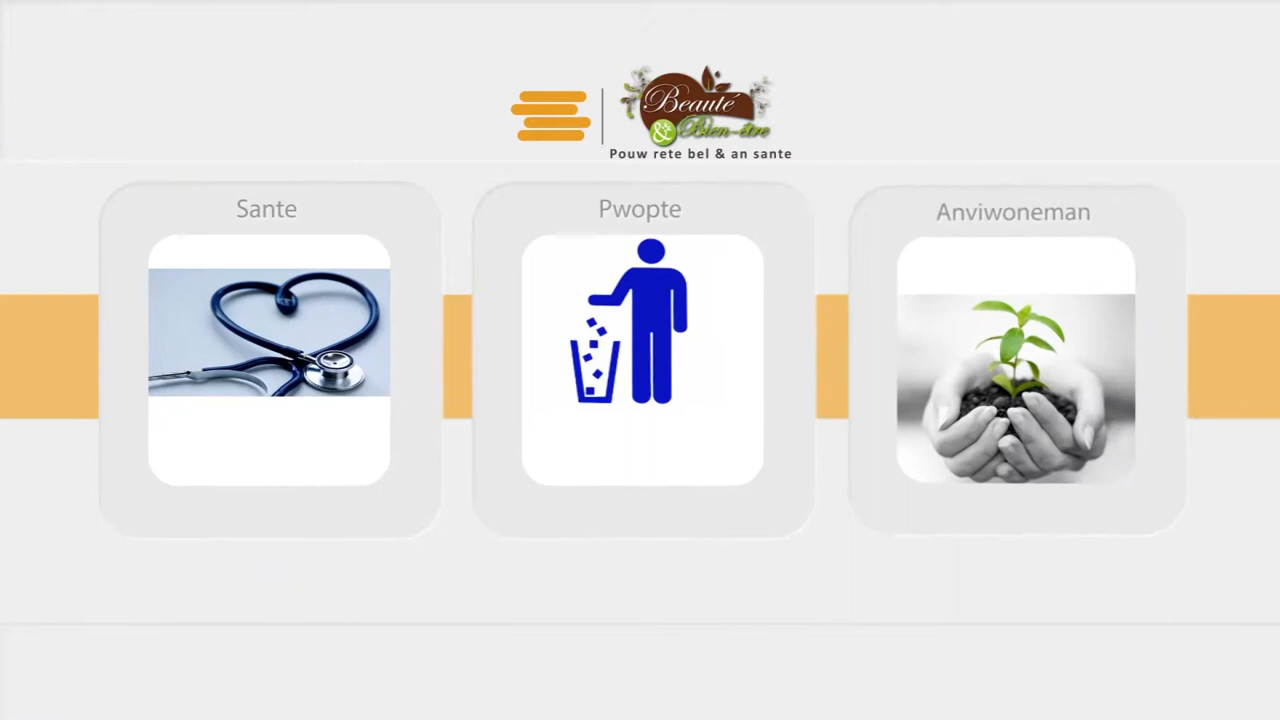 Beauté
& Bien-être
Pouw rete bel & an sante
Sante
Pwopte
Anviwoneman